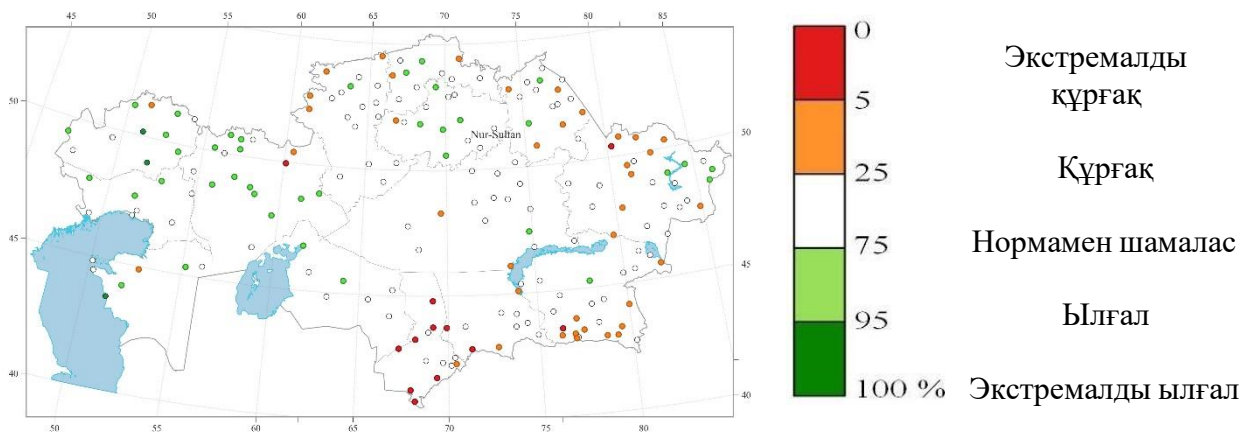 45 50 55 60 65 70 75 80 85
50
45
40
Nur-Sultan
50
45
40
50 55 60 65 70 75 80
0
5
25
75
95
100 %
Экстремалды
құрғақ
Құрғақ
Нормамен шамалас
Ылғал
Экстремалды ылғал